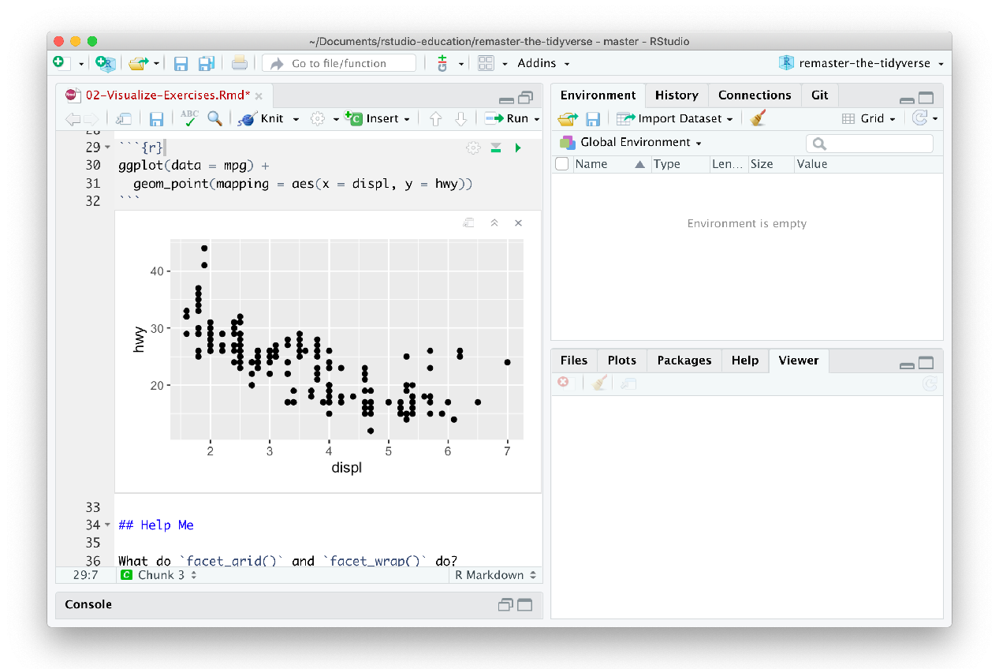 ~/Documents/rstudio-education/remaster-the-tidyverse - master - RStudio
Go to file/function
Addins
remaster-the-tidyverse
02-Visualize-Exercises.Rmd*
ABC
Knit
Insert
Run
29 ```{r}
30 ggplot(data = mpg) +
31   geom_point(mapping = aes(x = displ, y = hwy))
32 ```
hwy
40
30
20
2 3 4 5 6 7
displ
33
34 ## Help Me
35
36 What do `facet_grid()` and `facet_wrap()` do?
29:7 C Chunk 3 R Markdown
Console
Environment History Connections Git
Import Dataset Grid
Global Environment
Name Type Len... Size Value
Environment is empty
Files Plots Packages Help Viewer